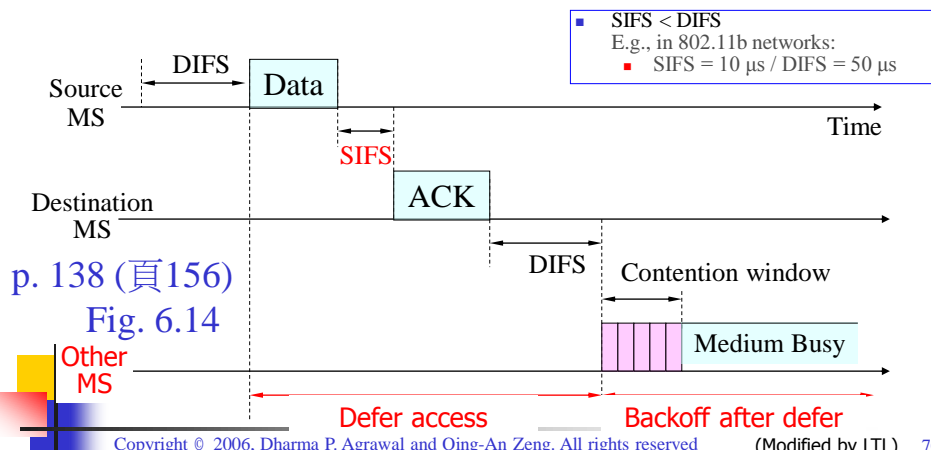 ■ SIFS < DIFS
E.g., in 802.11b networks:
■ SIFS = 10 μs / DIFS = 50 μs
DIFS
Data
Source
MS
Time
SIFS
ACK
Destination
MS
DIFS
p. 138 (頁156)
Fig. 6.14
Contention window
Medium Busy
Other
MS
Defer access
Backoff after defer
Copyright © 2006, Dharma P. Agrawal and Qing-An Zeng. All rights reserved
(Modified by LTL) 7